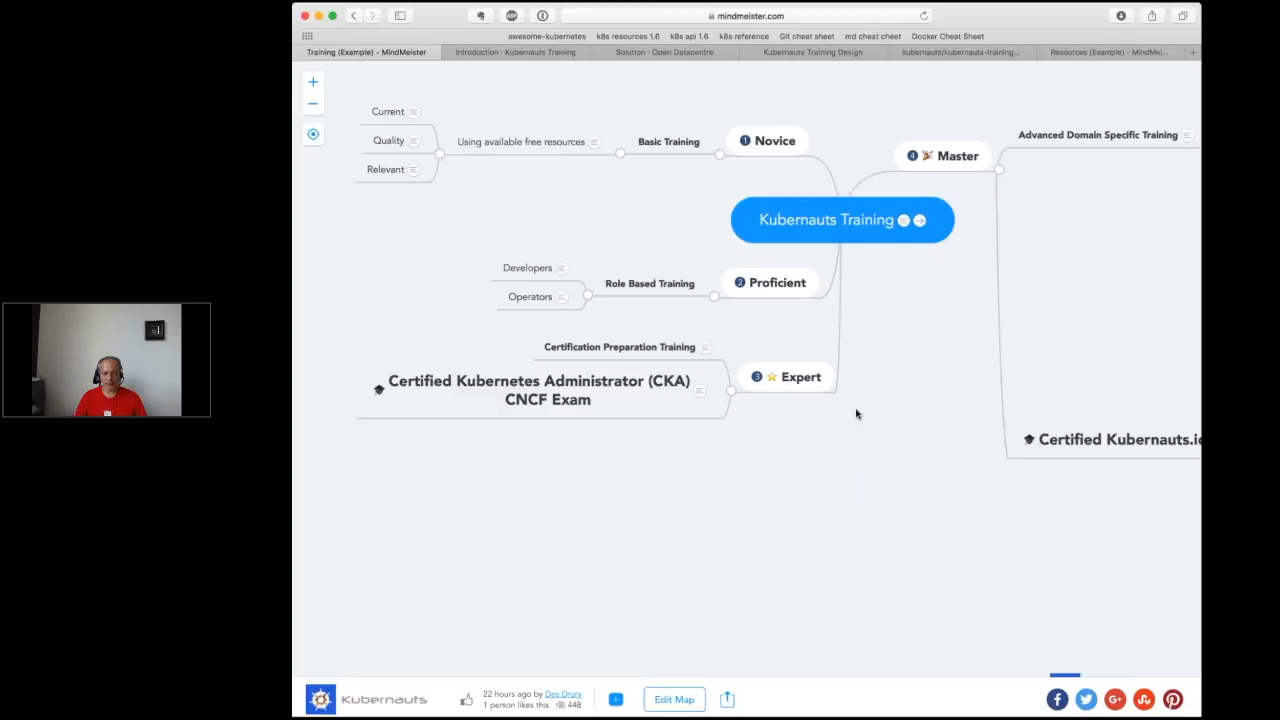 mindmeister.com
awesome-kubernetes k8s resources 1.6 k8s api 1.6 k8s reference Git cheat sheet md cheat cheet Docker Cheat Sheet
Training (Example) - MindMeister Introduction · Kubernauts Training Solution · Open Datacentre Kubernauts Training Design kubernauts/kubernauts-training... Resources (Example) - MindMei...
Current
Quality
Relevant
Using available free resources
Basic Training
1 Novice
4 Master
Advanced Domain Specific Training
Kubernauts Training
Developers
Operators
Role Based Training
2 Proficient
Certification Preparation Training
Certified Kubernetes Administrator (CKA)
CNCF Exam
3 Expert
Certified Kubernauts.io
Kubernauts
22 hours ago by Des Drury
1 person likes this 448
Edit Map